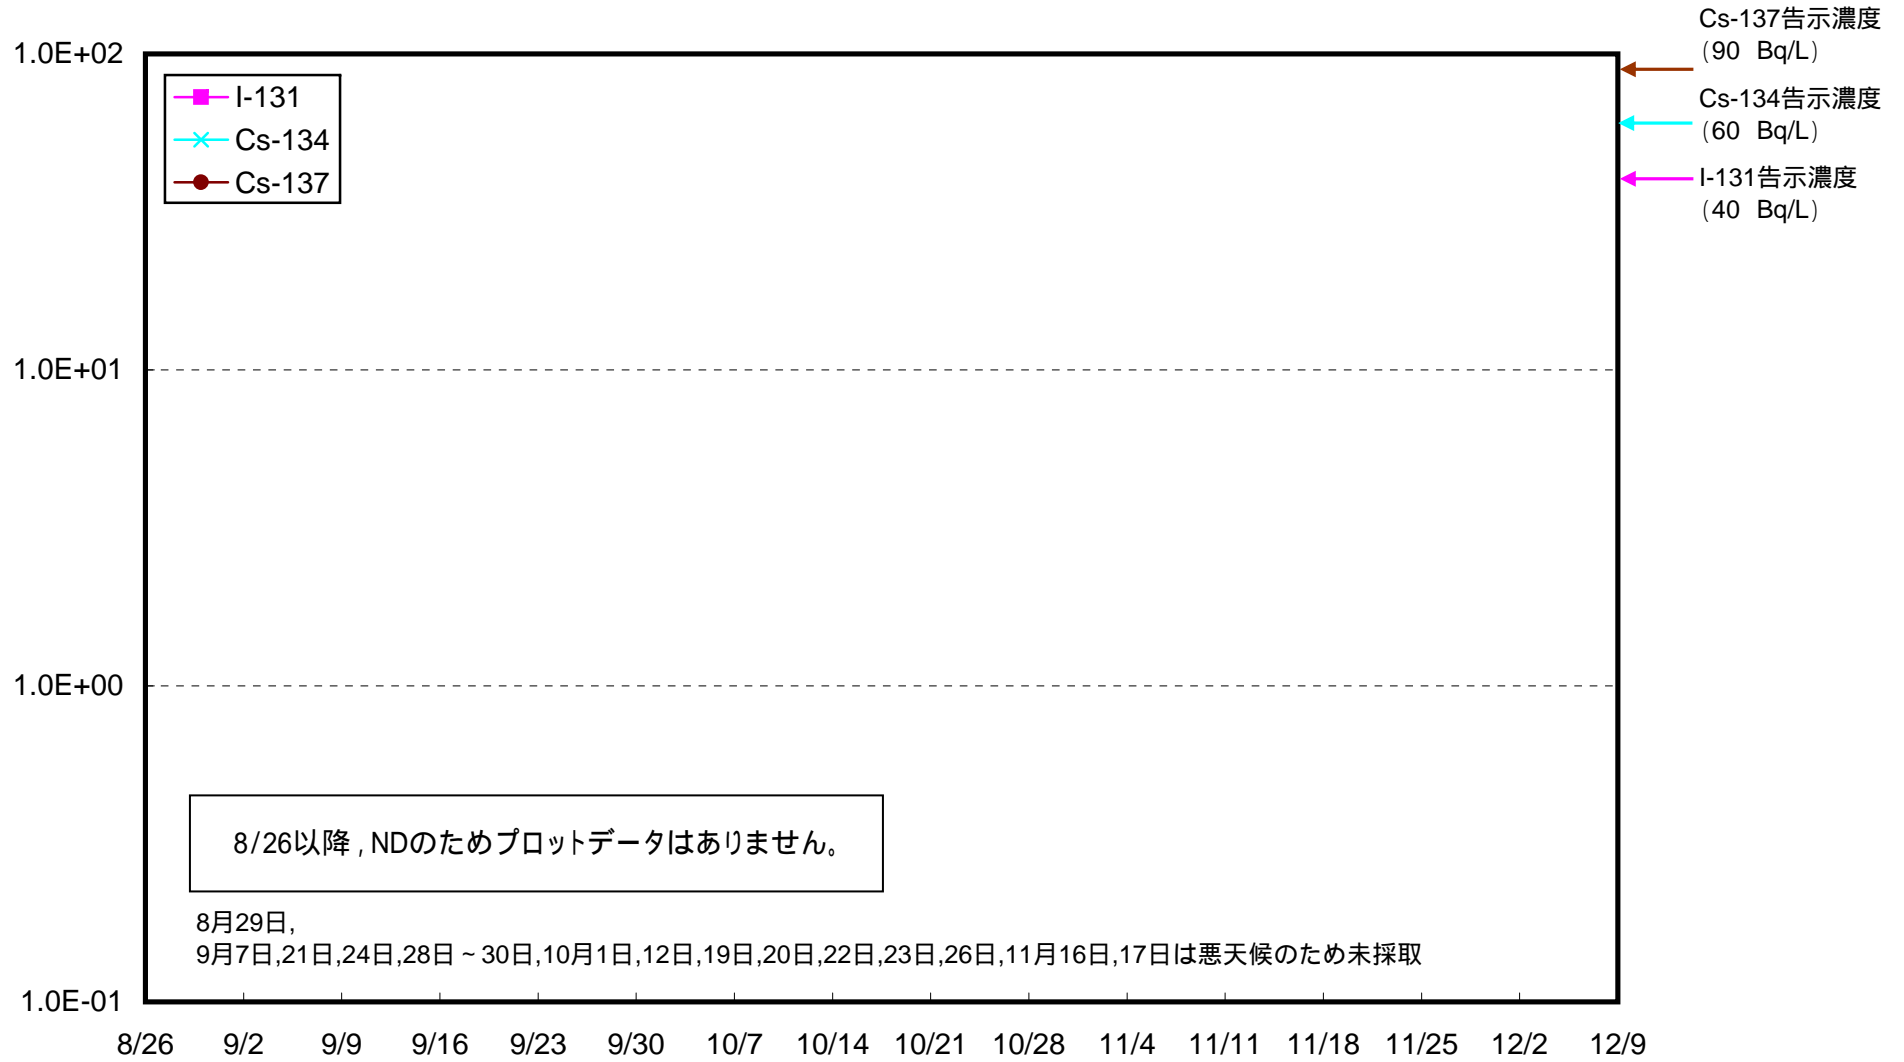 Cs-137告示濃度
(90 Bq/L)
Cs-134告示濃度
(60 Bq/L)
I-131告示濃度
(40 Bq/L)
1.0E+02
1.0E+01
1.0E+00
1.0E-01
I-131
Cs-134
Cs-137
8/26以降,NDのためプロットデータはありません。
8月29日,
9月7日,21日,24日,28日~30日,10月1日,12日,19日,20日,22日,23日,26日,11月16日,17日は悪天候のため未採取
8/26 9/2 9/9 9/16 9/23 9/30 10/7 10/14 10/21 10/28 11/4 11/11 11/18 11/25 12/2 12/9